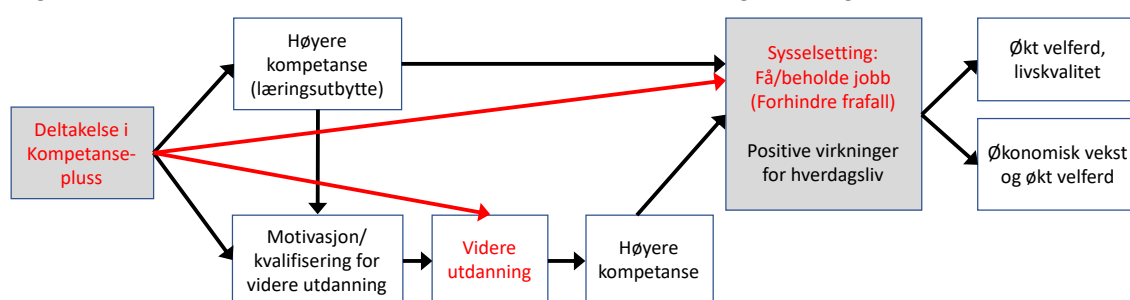 Deltakelse i
Kompetanse-
pluss
Høyere
kompetanse
(læringsutbytte)
Motivasjon/
kvalifisering for
videre utdanning
Videre
utdanning
Høyere
kompetanse
Sysselsetting:
Få/beholde jobb
(Forhindre frafall)
Positive virkninger
for hverdagsliv
Økt velferd,
livskvalitet
Økonomisk vekst
og økt velferd